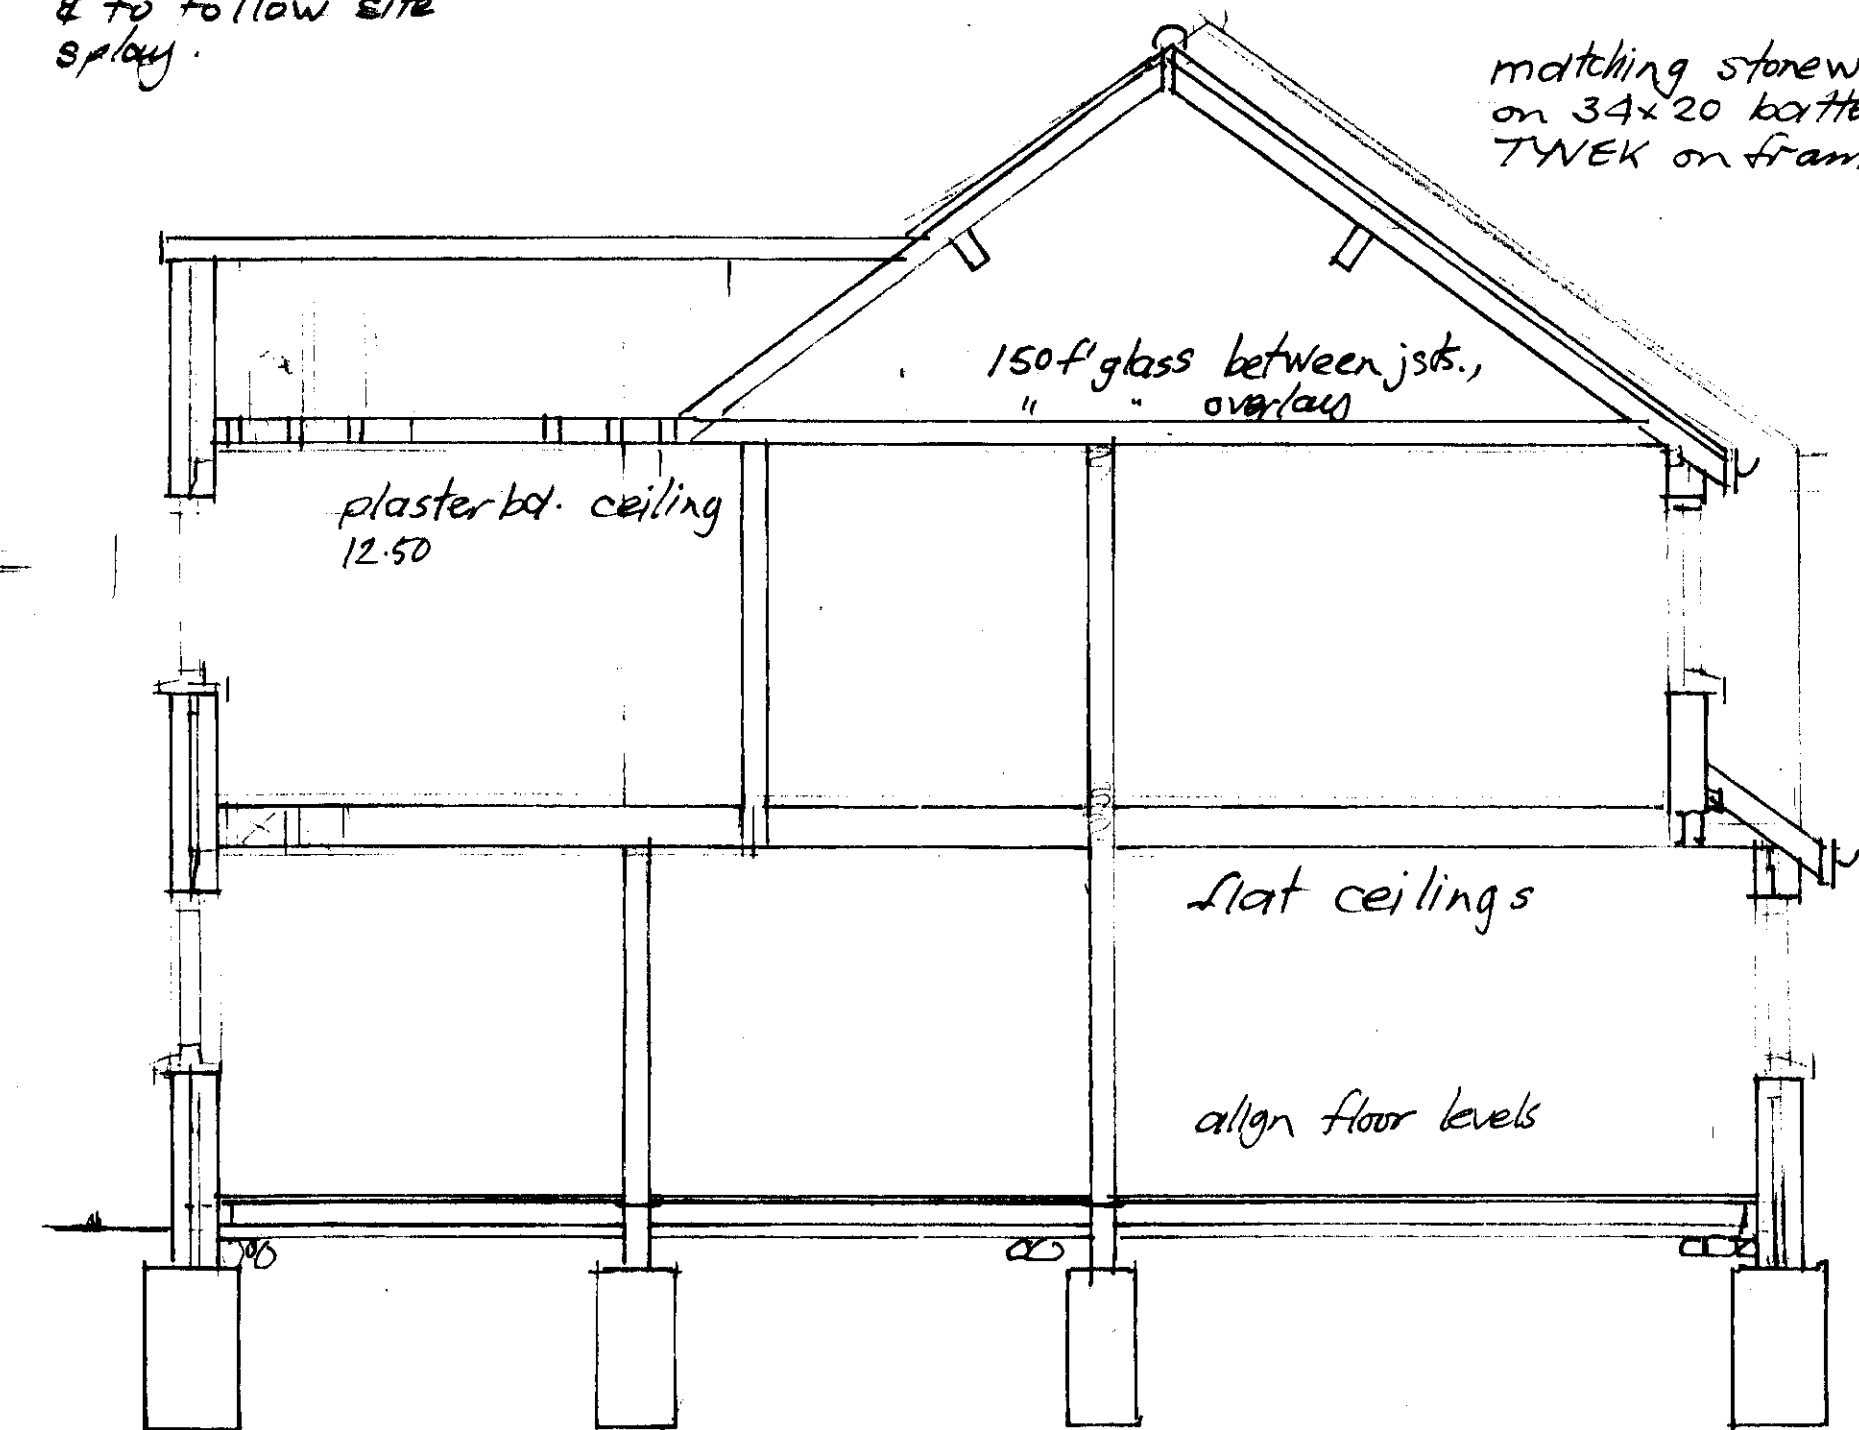 & to follow site
splay.
matching stonew
on 34x20 batte
TYVEK on fram
150 f'glass between jsts.,
" " overlay
plasterbd. ceiling
12.50
flat ceilings
align floor levels